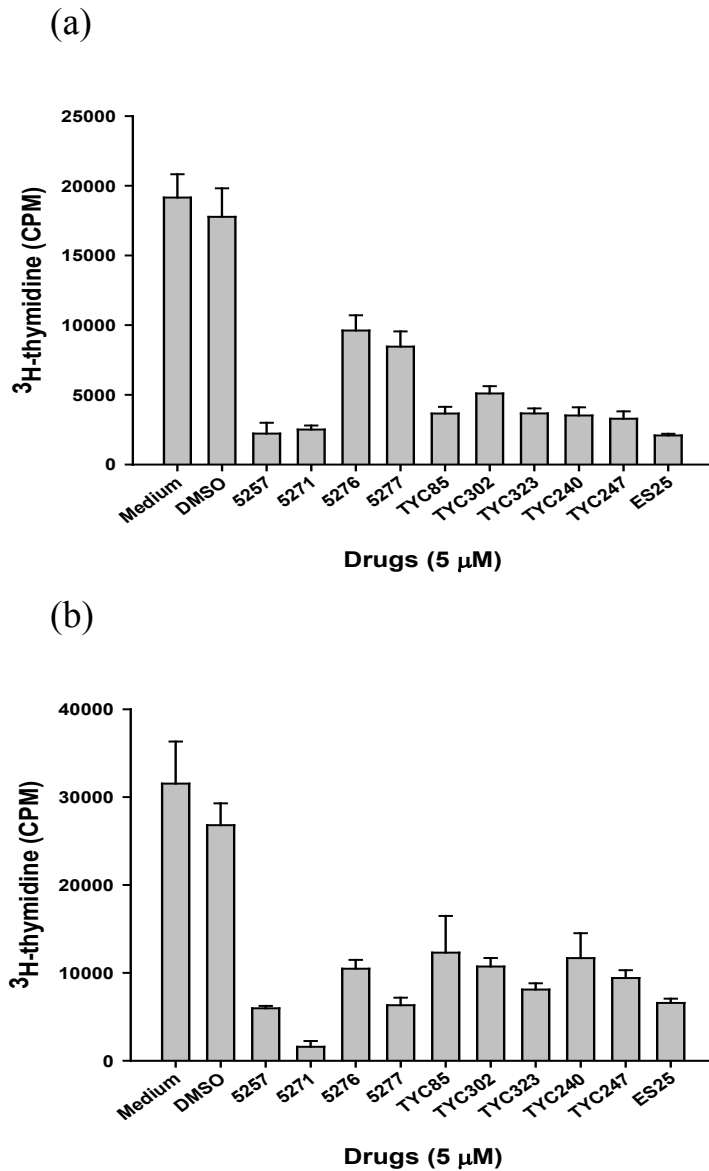 (a)
25000
20000
15000
10000
5000
0
³H-thymidine (CPM)
Medium
DMSO
5257
5271
5276
5277
TYC85
TYC302
TYC323
TYC240
TYC247
ES25
Drugs (5 μM)
(b)
40000
30000
20000
10000
0
³H-thymidine (CPM)
Medium
DMSO
5257
5271
5276
5277
TYC85
TYC302
TYC323
TYC240
TYC247
ES25
Drugs (5 μM)